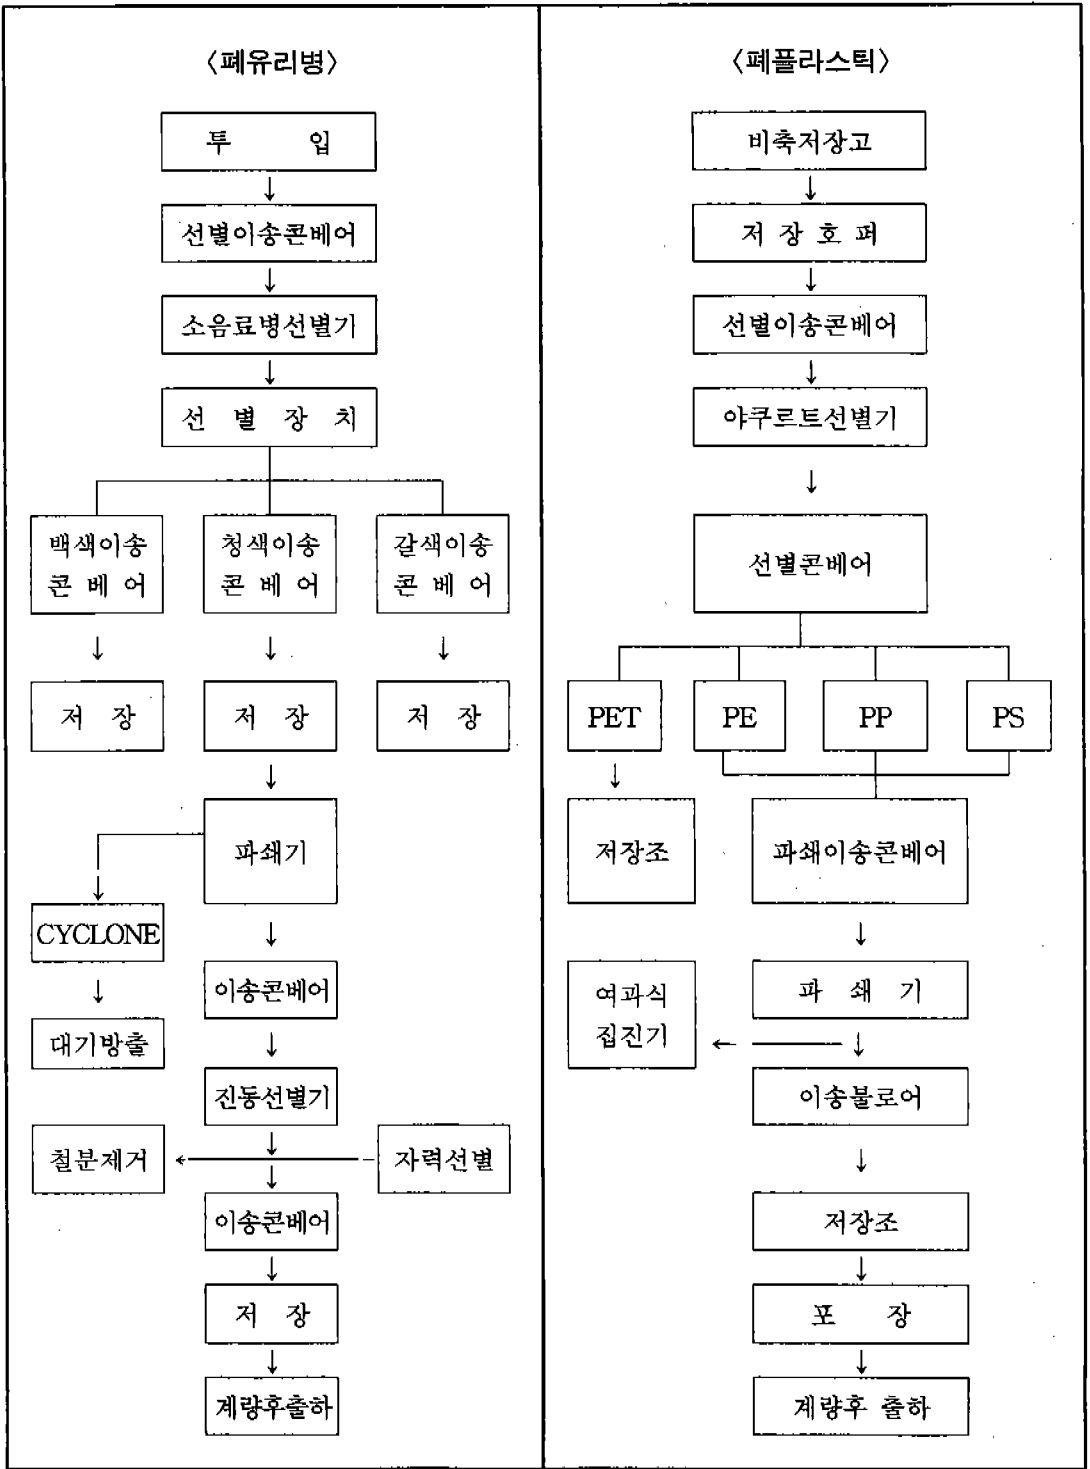 〈폐유리병〉
투 입
선별이송콘베어
소음료병선별기
선 별 장 치
백색이송
콘 베 어
청색이송
콘 베 어
갈색이송
콘 베 어
저 장
저 장
저 장
파쇄기
CYCLONE
이송콘베어
대기방출
진동선별기
철분제거
자력선별
이송콘베어
저 장
계량후출하
〈폐플라스틱〉
비축저장고
저 장 호 퍼
선별이송콘베어
야쿠르트선별기
선별콘베어
PET
PE
PP
PS
저장조
파쇄이송콘베어
여과식
집진기
파 쇄 기
이송불로어
저장조
포 장
계량후 출하